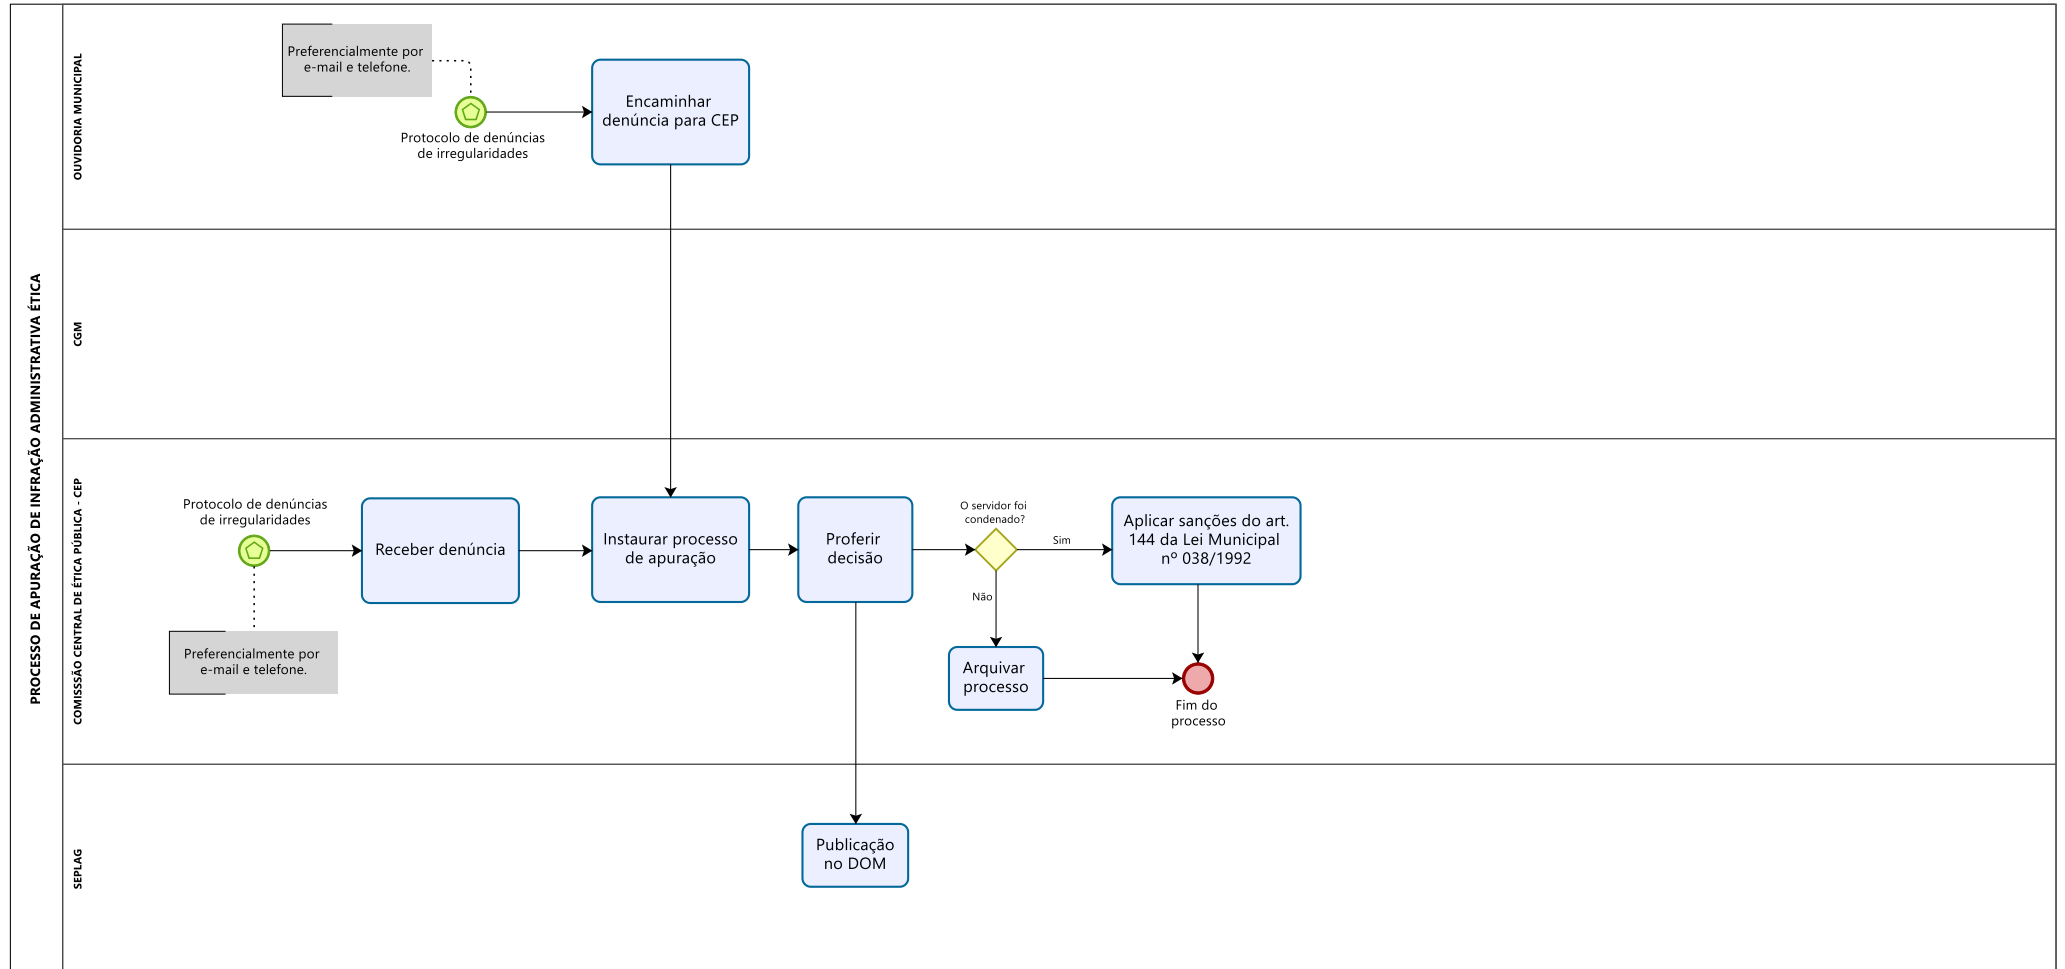 PROCESSO DE APURAÇÃO DE INFRAÇÃO ADMINISTRATIVA ÉTICA
OUVIDORIA MUNICIPAL
Preferencialmente por
e-mail e telefone.
Protocolo de denúncias
de irregularidades
Encaminhar
denúncia para CEP
CGM
COMISSSÃO CENTRAL DE ÉTICA PÚBLICA - CEP
Protocolo de denúncias
de irregularidades
Preferencialmente por
e-mail e telefone.
Receber denúncia
Instaurar processo
de apuração
Proferir
decisão
O servidor foi
condenado?
Sim
Não
Aplicar sanções do art.
144 da Lei Municipal
nº 038/1992
Arquivar
processo
Fim do
processo
SEPLAG
Publicação
no DOM